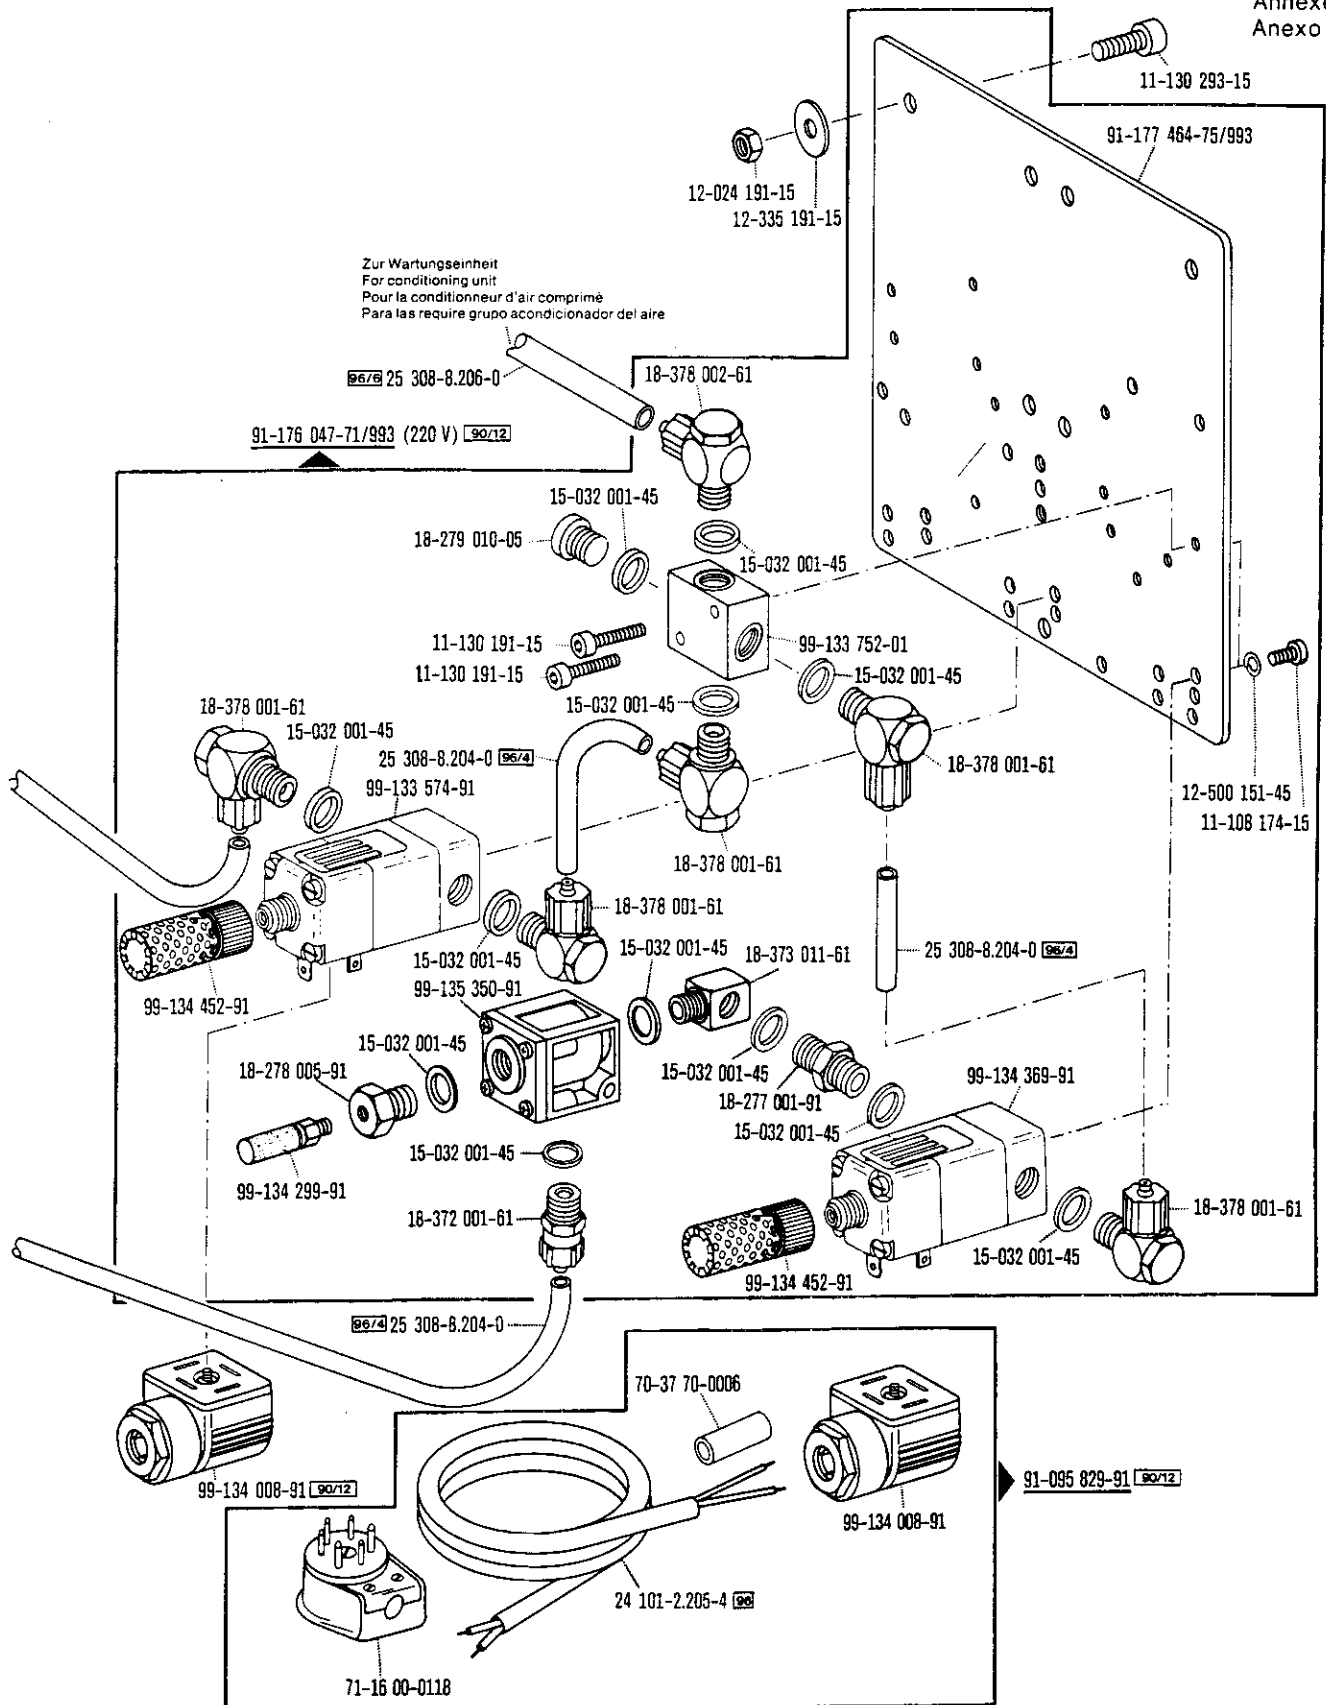 Annexe
Anexo
11-130 293-15
91-177 464-75/993
12-024 191-15
12-335 191-15
Zur Wartungseinheit
For conditioning unit
Pour la conditionneur d'air comprimé
Para las require grupo acondicionador del aire
96/6 25 308-8.206-0
18-378 002-61
91-176 047-71/993 (220 V) 90/12
15-032 001-45
18-279 010-05
15-032 001-45
11-130 191-15
99-133 752-01
11-130 191-15
15-032 001-45
15-032 001-45
18-378 001-61
15-032 001-45
25 308-8.204-0 96/4
18-378 001-61
99-133 574-91
12-500 151-45
11-108 174-15
18-378 001-61
18-378 001-61
15-032 001-45
18-373 011-61
25 308-8.204-0 96/4
15-032 001-45
99-135 350-91
99-134 452-91
15-032 001-45
18-278 005-91
15-032 001-45
99-134 369-91
18-277 001-91
15-032 001-45
15-032 001-45
99-134 299-91
18-372 001-61
18-378 001-61
15-032 001-45
99-134 452-91
96/4 25 308-8.204-0
70-37 70-0006
99-134 008-91 90/12
91-095 829-91 90/12
99-134 008-91
24 101-2.205-4 96
71-16 00-0118